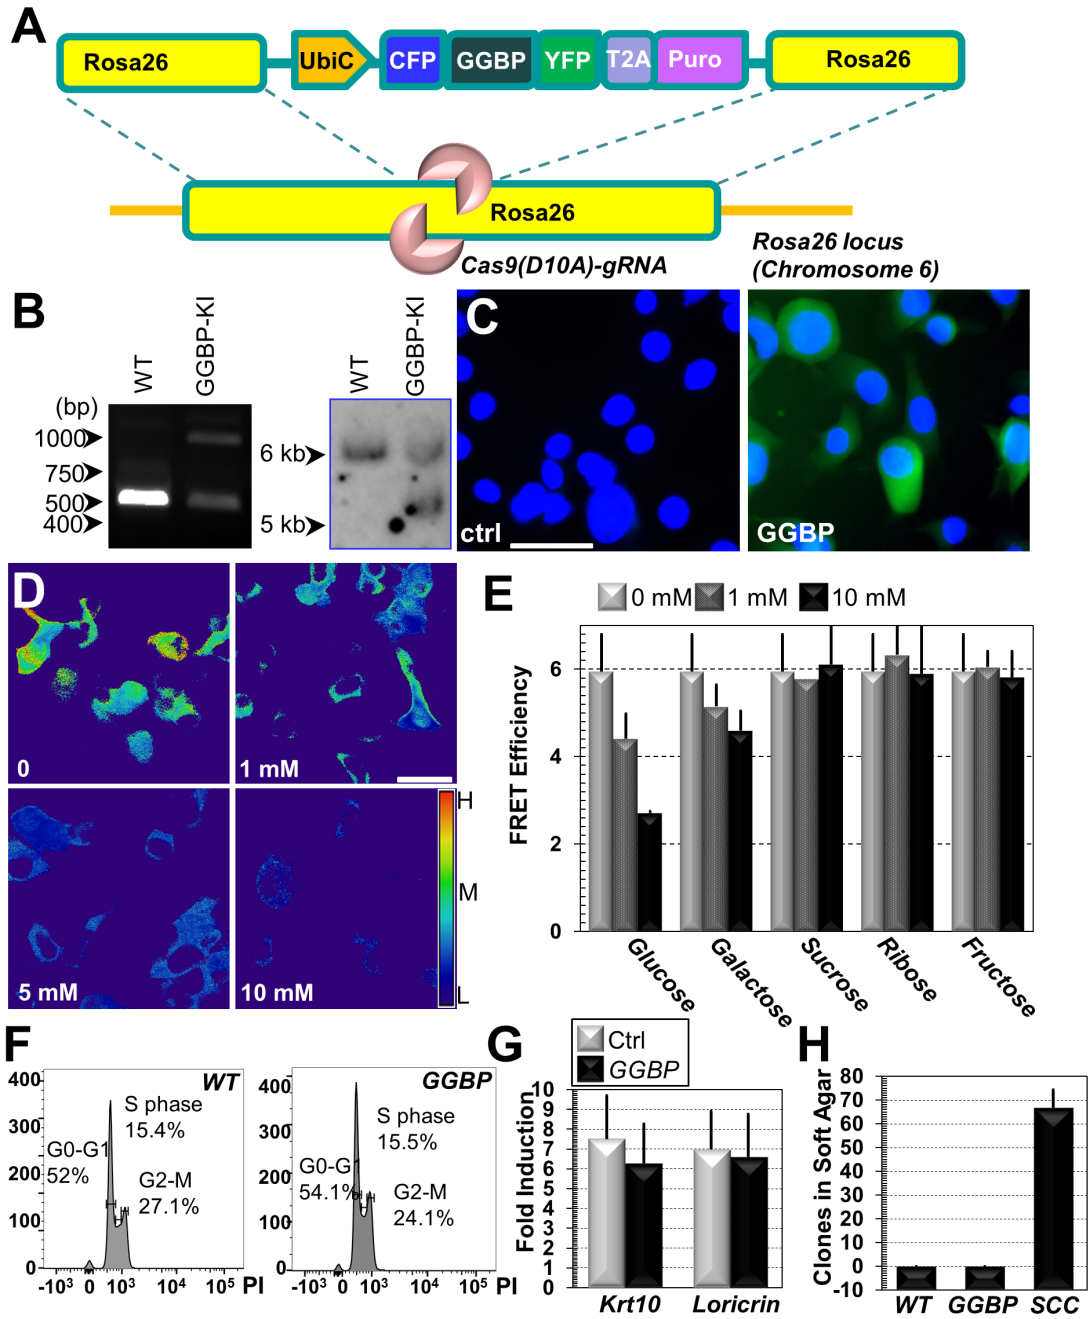 A
Rosa26 UbiC CFP GGBP YFP T2A Puro Rosa26
Rosa26
Cas9(D10A)-gRNA
Rosa26 locus
(Chromosome 6)
B
WT GGBP-KI
(bp)
1000
750
500
400
WT GGBP-KI
6 kb
5 kb
C
ctrl
GGBP
D
0
1 mM
5 mM
10 mM
H
M
L
E
0 mM 1 mM 10 mM
FRET Efficiency
6
4
2
0
Glucose Galactose Sucrose Ribose Fructose
F
WT
400
300
200
100
0
S phase
15.4%
G0-G1
52%
G2-M
27.1%
-10³ 0 10³ 10⁴ 10⁵ PI
GGBP
400
300
200
100
0
S phase
15.5%
G0-G1
54.1%
G2-M
24.1%
-10³ 0 10³ 10⁴ 10⁵ PI
G
Ctrl
GGBP
Fold Induction
10
9
8
7
6
5
4
3
2
1
0
Krt10 Loricrin
H
Clones in Soft Agar
80
70
60
50
40
30
20
10
0
-10
WT GGBP SCC